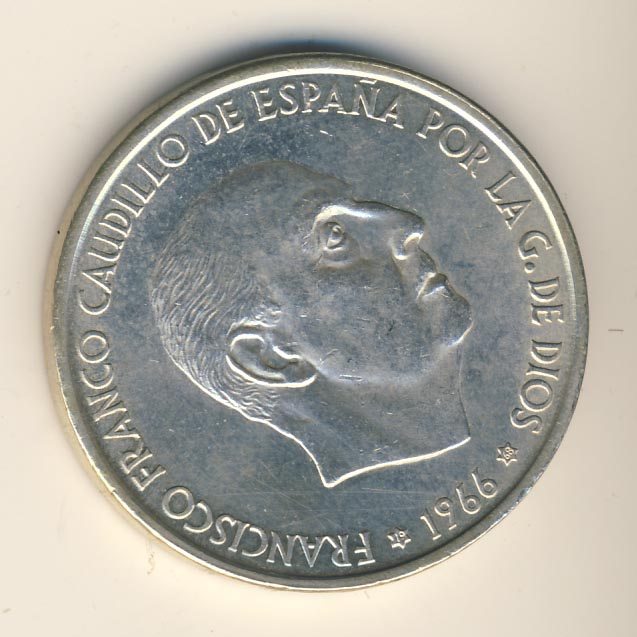 FRANCISCO FRANCO CAUDILLO DE ESPAÑA POR LA G. DE DIOS
1966